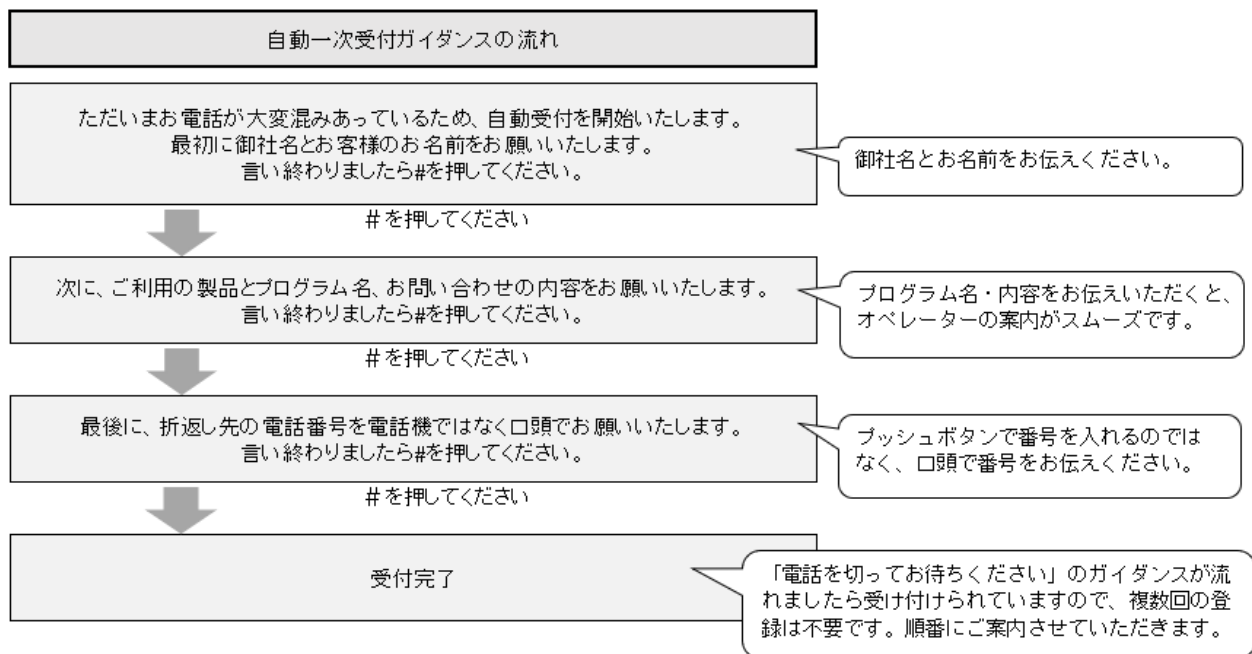 自動一次受付ガイダンスの流れ
ただいまお電話が大変混みあっているため、自動受付を開始いたします。
最初に御社名とお客様のお名前をお願いいたします。
言い終わりましたら#を押してください。
御社名とお名前をお伝えください。
#を押してください
次に、ご利用の製品とプログラム名、お問い合わせの内容をお願いいたします。
言い終わりましたら#を押してください。
プログラム名・内容をお伝えいただくと、
オペレーターの案内がスムーズです。
#を押してください
最後に、折返し先の電話番号を電話機ではなく口頭でお願いいたします。
言い終わりましたら#を押してください。
プッシュボタンで番号を入れるのでは
なく、口頭で番号をお伝えください。
#を押してください
受付完了
「電話を切ってお待ちください」のガイダンスが流
れましたら受け付けられていますので、複数回の登
録は不要です。順番にご案内させていただきます。